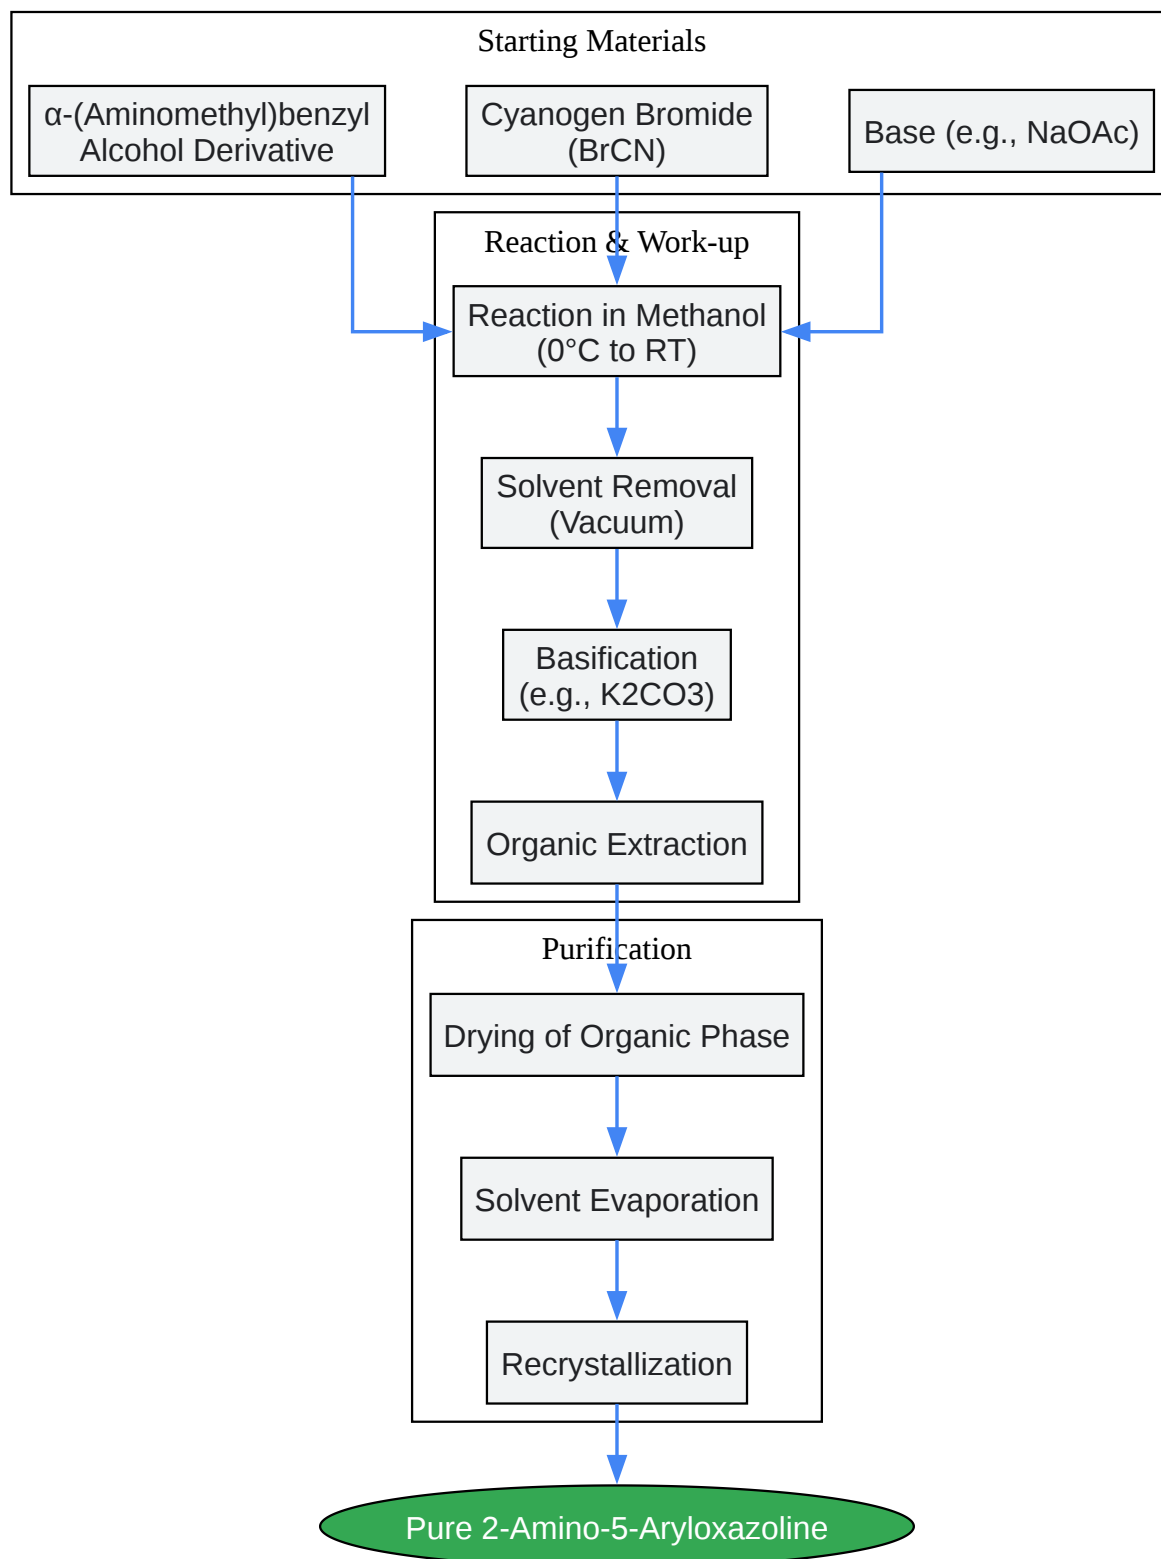 Starting Materials
α-(Aminomethyl)benzyl
Alcohol Derivative
Cyanogen Bromide
(BrCN)
Base (e.g., NaOAc)
Reaction & Work-up
Reaction in Methanol
(0°C to RT)
Solvent Removal
(Vacuum)
Basification
(e.g., K2CO3)
Organic Extraction
Purification
Drying of Organic Phase
Solvent Evaporation
Recrystallization
Pure 2-Amino-5-Aryloxazoline